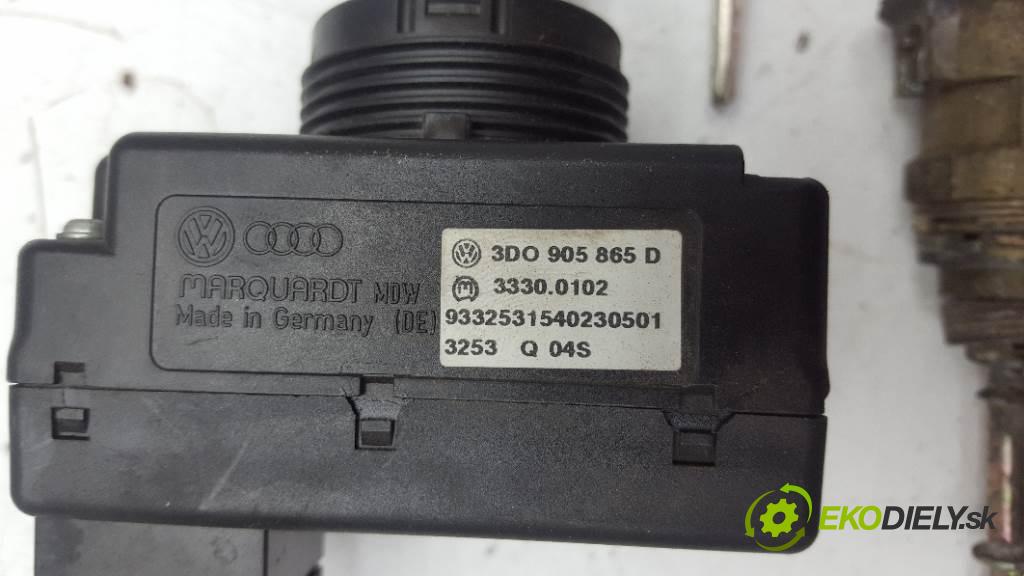 3D0 905 865 D
3330.0102
9332531540230501
3253 Q 04S
MARQUARDT MDW
Made in Germany (DE)
EKODIELY.sk